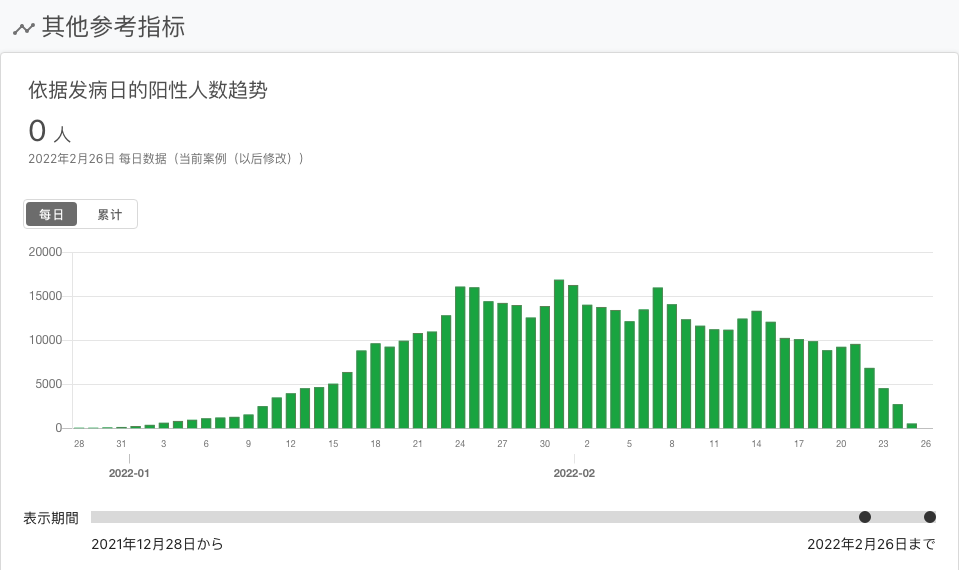 其他参考指标
依据发病日的阳性人数趋势
0 人
2022年2月26日 每日数据（当前案例（以后修改））
每日 累计
20000
15000
10000
5000
0
28 31 3 6 9 12 15 18 21 24 27 30 2 5 8 11 14 17 20 23 26
2022-01 2022-02
表示期間
2021年12月28日から 2022年2月26日まで